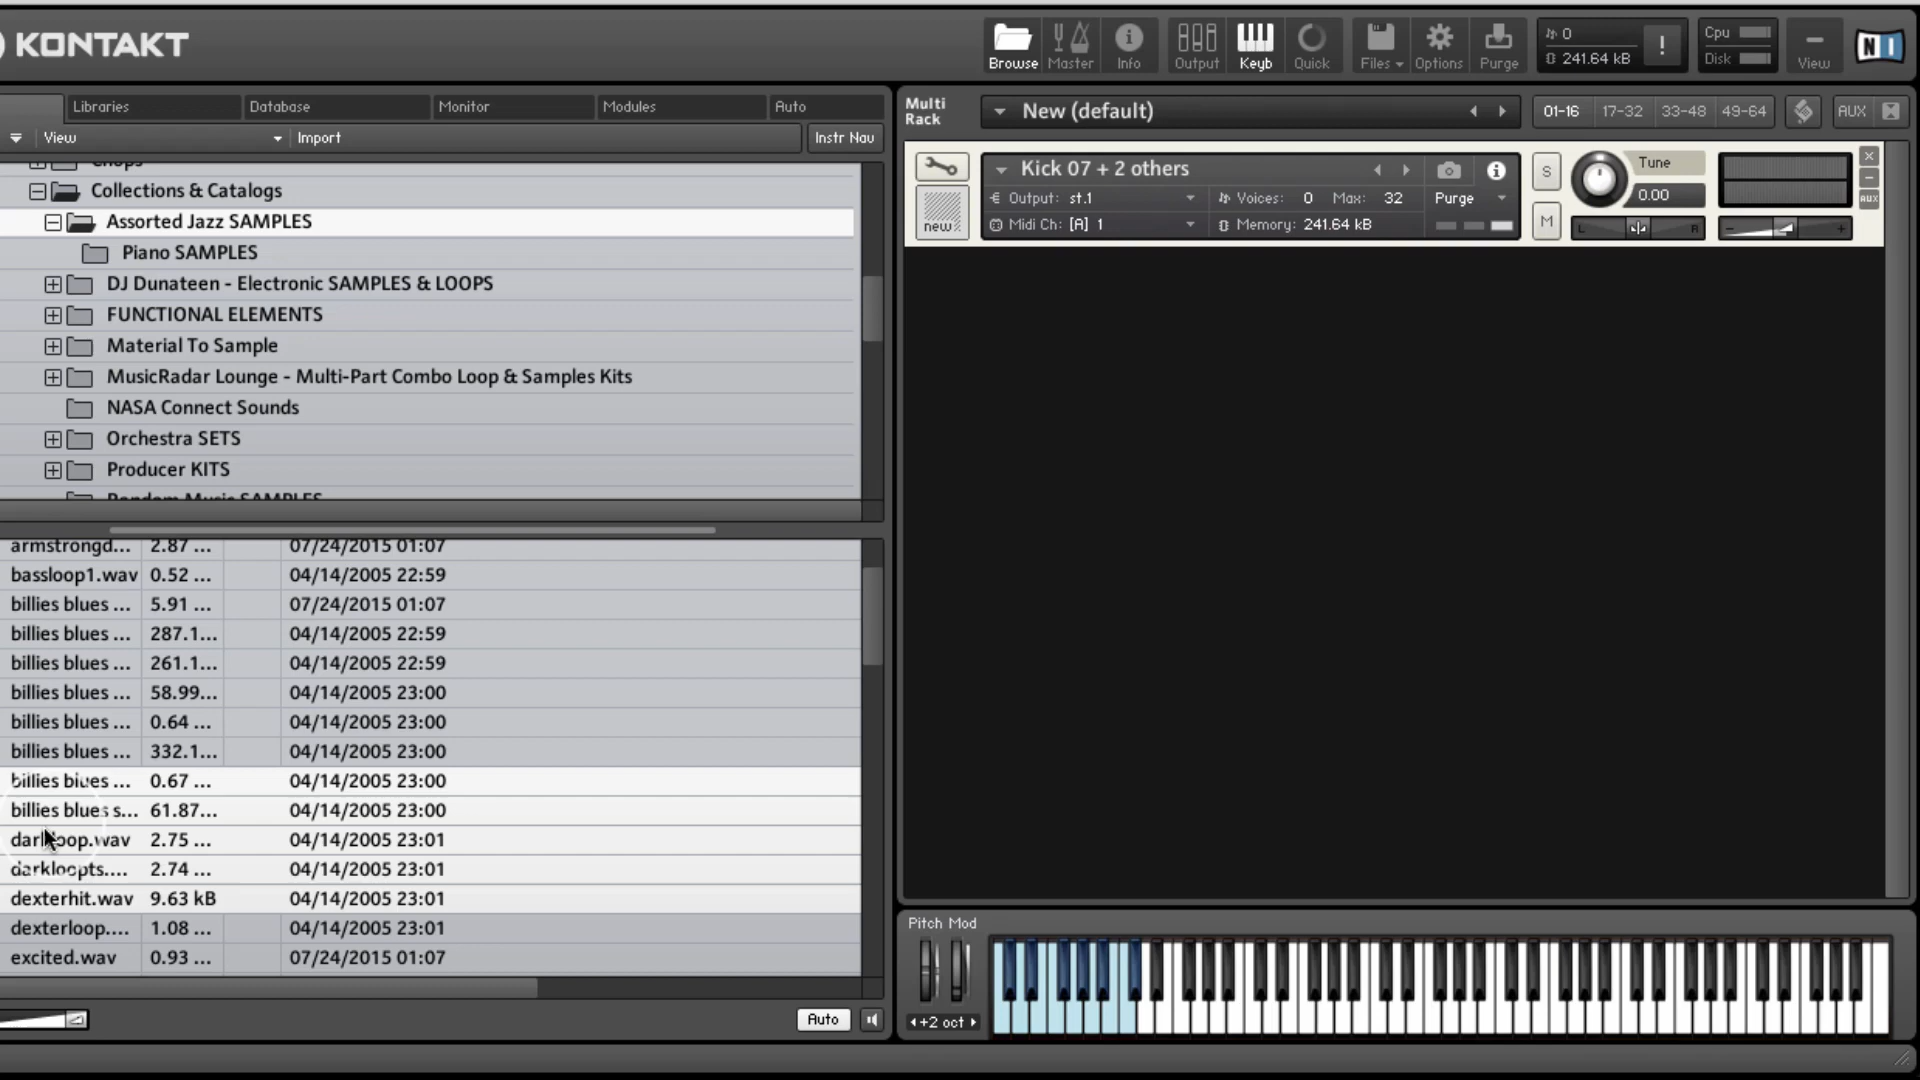 KONTAKT
Browse Master Info Output Keyb Quick Files Options Purge
0
241.64 kB
!
Cpu
Disk
View
NI
Libraries Database Monitor Modules Auto
View Import Instr Nav
Chops
Collections & Catalogs
Assorted Jazz SAMPLES
Piano SAMPLES
DJ Dunateen - Electronic SAMPLES & LOOPS
FUNCTIONAL ELEMENTS
Material To Sample
MusicRadar Lounge - Multi-Part Combo Loop & Samples Kits
NASA Connect Sounds
Orchestra SETS
Producer KITS
Random Music SAMPLES
armstrongd... 2.87 ... 07/24/2015 01:07
bassloop1.wav 0.52 ... 04/14/2005 22:59
billies blues ... 5.91 ... 07/24/2015 01:07
billies blues ... 287.1... 04/14/2005 22:59
billies blues ... 261.1... 04/14/2005 22:59
billies blues ... 58.99... 04/14/2005 23:00
billies blues ... 0.64 ... 04/14/2005 23:00
billies blues ... 332.1... 04/14/2005 23:00
billies blues ... 0.67 ... 04/14/2005 23:00
billies blues s... 61.87... 04/14/2005 23:00
darkloop.wav 2.75 ... 04/14/2005 23:01
darkloopts.... 2.74 ... 04/14/2005 23:01
dexterhit.wav 9.63 kB 04/14/2005 23:01
dexterloop.... 1.08 ... 04/14/2005 23:01
excited.wav 0.93 ... 07/24/2015 01:07
Auto
Multi
Rack
New (default)
01-16 17-32 33-48 49-64 AUX
Kick 07 + 2 others
Output: st.1 Voices: 0 Max: 32 Purge
Midi Ch: [A] 1 Memory: 241.64 kB
new
S
M
Tune
0.00
L R
- +
AUX
Pitch Mod
+2 oct